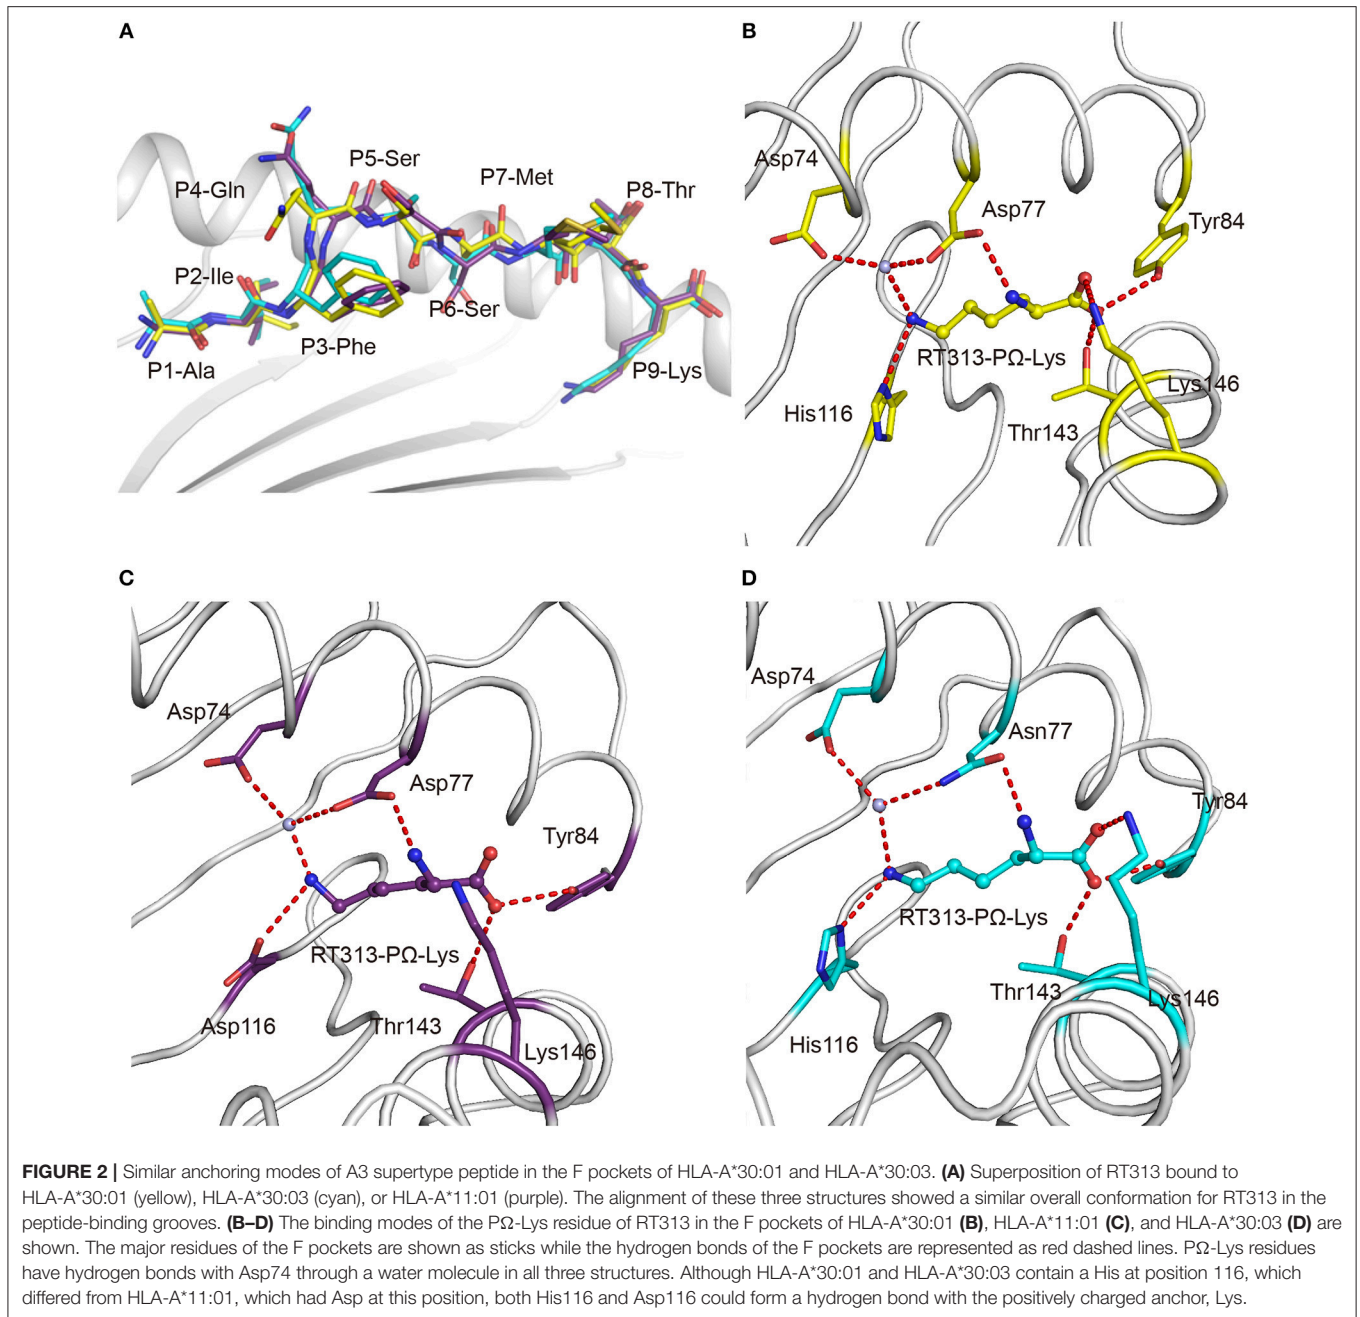 A
P4-Gln
P5-Ser
P7-Met
P8-Thr
P2-Ile
P6-Ser
P3-Phe
P1-Ala
P9-Lys
B
Asp74
Asp77
Tyr84
RT313-PΩ-Lys
Lys146
His116
Thr143
C
Asp74
Asp77
Tyr84
RT313-PΩ-Lys
Asp116
Thr143
Lys146
D
Asp74
Asn77
Tyr84
RT313-PΩ-Lys
Thr143
Lys146
His116
FIGURE 2 | Similar anchoring modes of A3 supertype peptide in the F pockets of HLA-A*30:01 and HLA-A*30:03. (A) Superposition of RT313 bound to
HLA-A*30:01 (yellow), HLA-A*30:03 (cyan), or HLA-A*11:01 (purple). The alignment of these three structures showed a similar overall conformation for RT313 in the
peptide-binding grooves. (B–D) The binding modes of the PΩ-Lys residue of RT313 in the F pockets of HLA-A*30:01 (B), HLA-A*11:01 (C), and HLA-A*30:03 (D) are
shown. The major residues of the F pockets are shown as sticks while the hydrogen bonds of the F pockets are represented as red dashed lines. PΩ-Lys residues
have hydrogen bonds with Asp74 through a water molecule in all three structures. Although HLA-A*30:01 and HLA-A*30:03 contain a His at position 116, which
differed from HLA-A*11:01, which had Asp at this position, both His116 and Asp116 could form a hydrogen bond with the positively charged anchor, Lys.